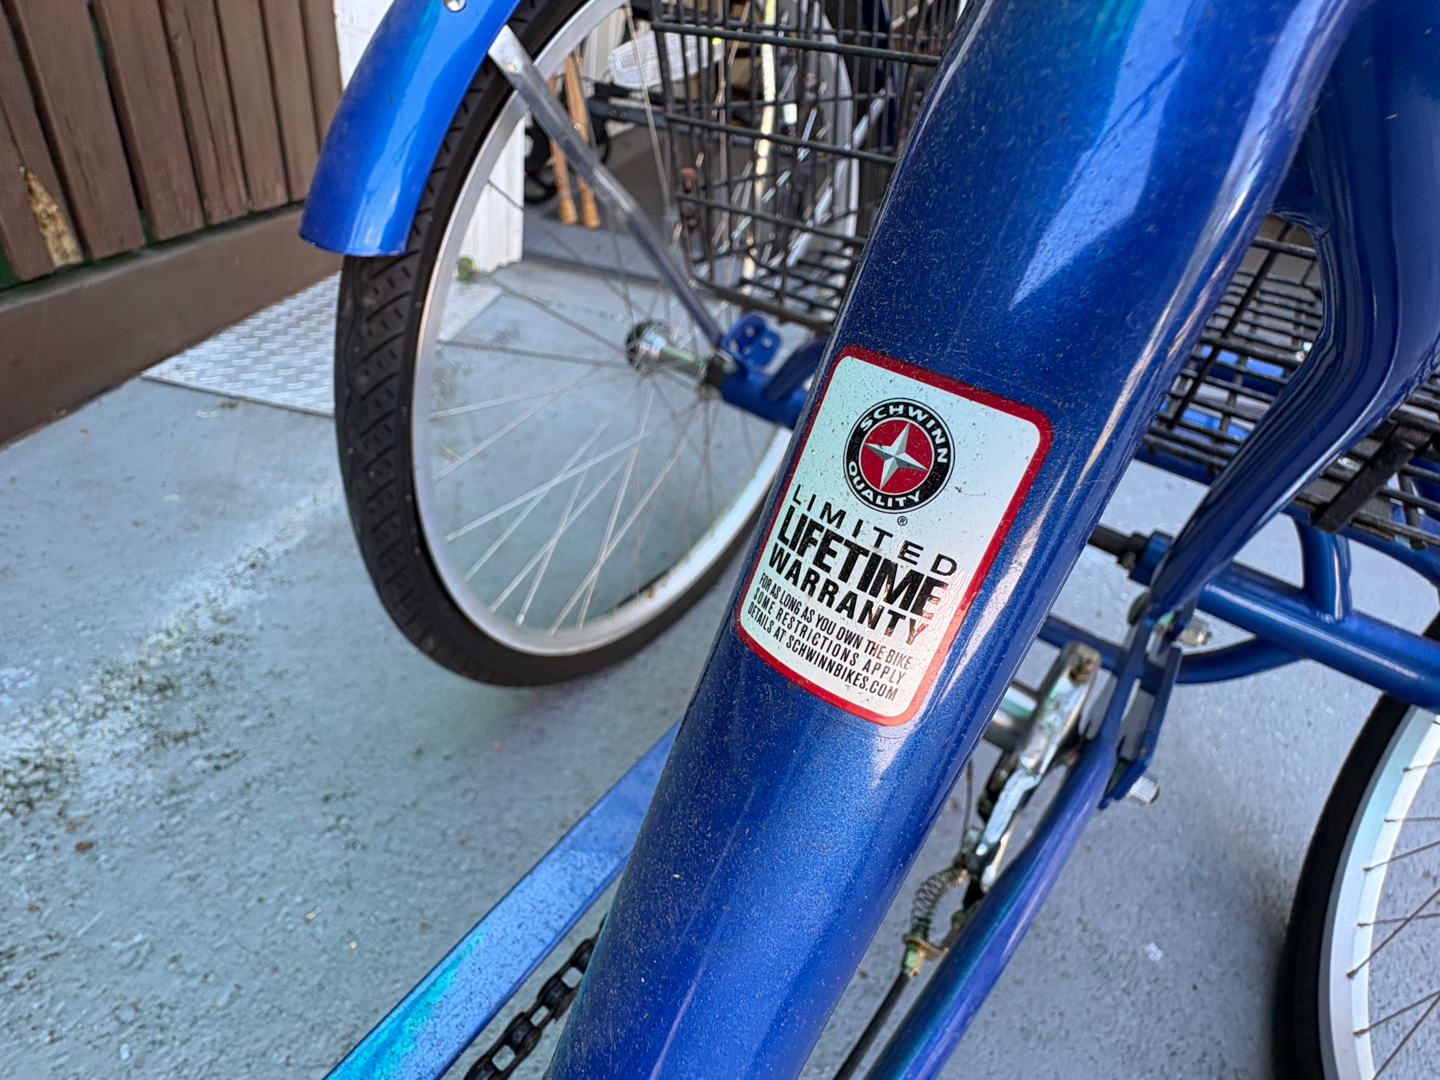 SCHWINN
QUALITY
®
LIMITED
LIFETIME
WARRANTY
FOR AS LONG AS YOU OWN THE BIKE.
SOME RESTRICTIONS APPLY
DETAILS AT SCHWINNBIKES.COM